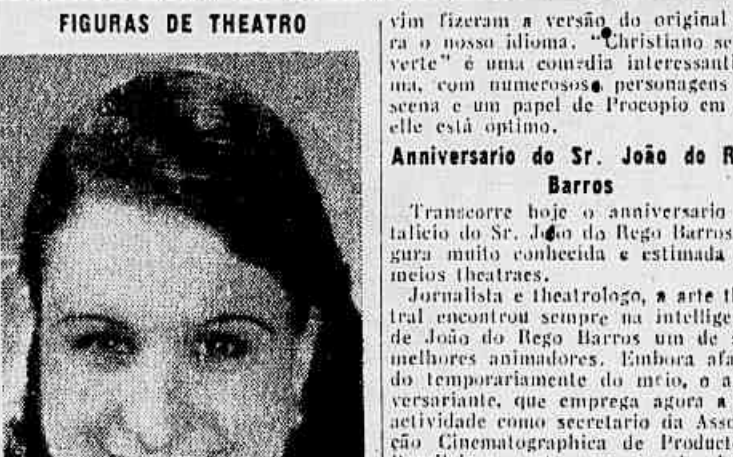 FIGURAS DE THEATRO
vim fizeram a versão do original
ra o nosso idioma. "Christiano se
verte" é uma comedia interessanti
ma, com numerosos personagens
scena e um papel de Procopio em
elle está optimo.
Anniversario do Sr. João do R
Barros
Transcorre hoje o anniversario
talicio do Sr. João do Rego Barros
gura muito conhecida e estimada
meios theatraes.
Jornalista e theatrologo, a arte t
tral encontrou sempre na intellige
de João do Rego Barros um de
melhores animadores. Embora afa
do temporariamente do meio, o a
versariante, que emprega agora a
actividade como secretario da Asso
ção Cinematographica de Product